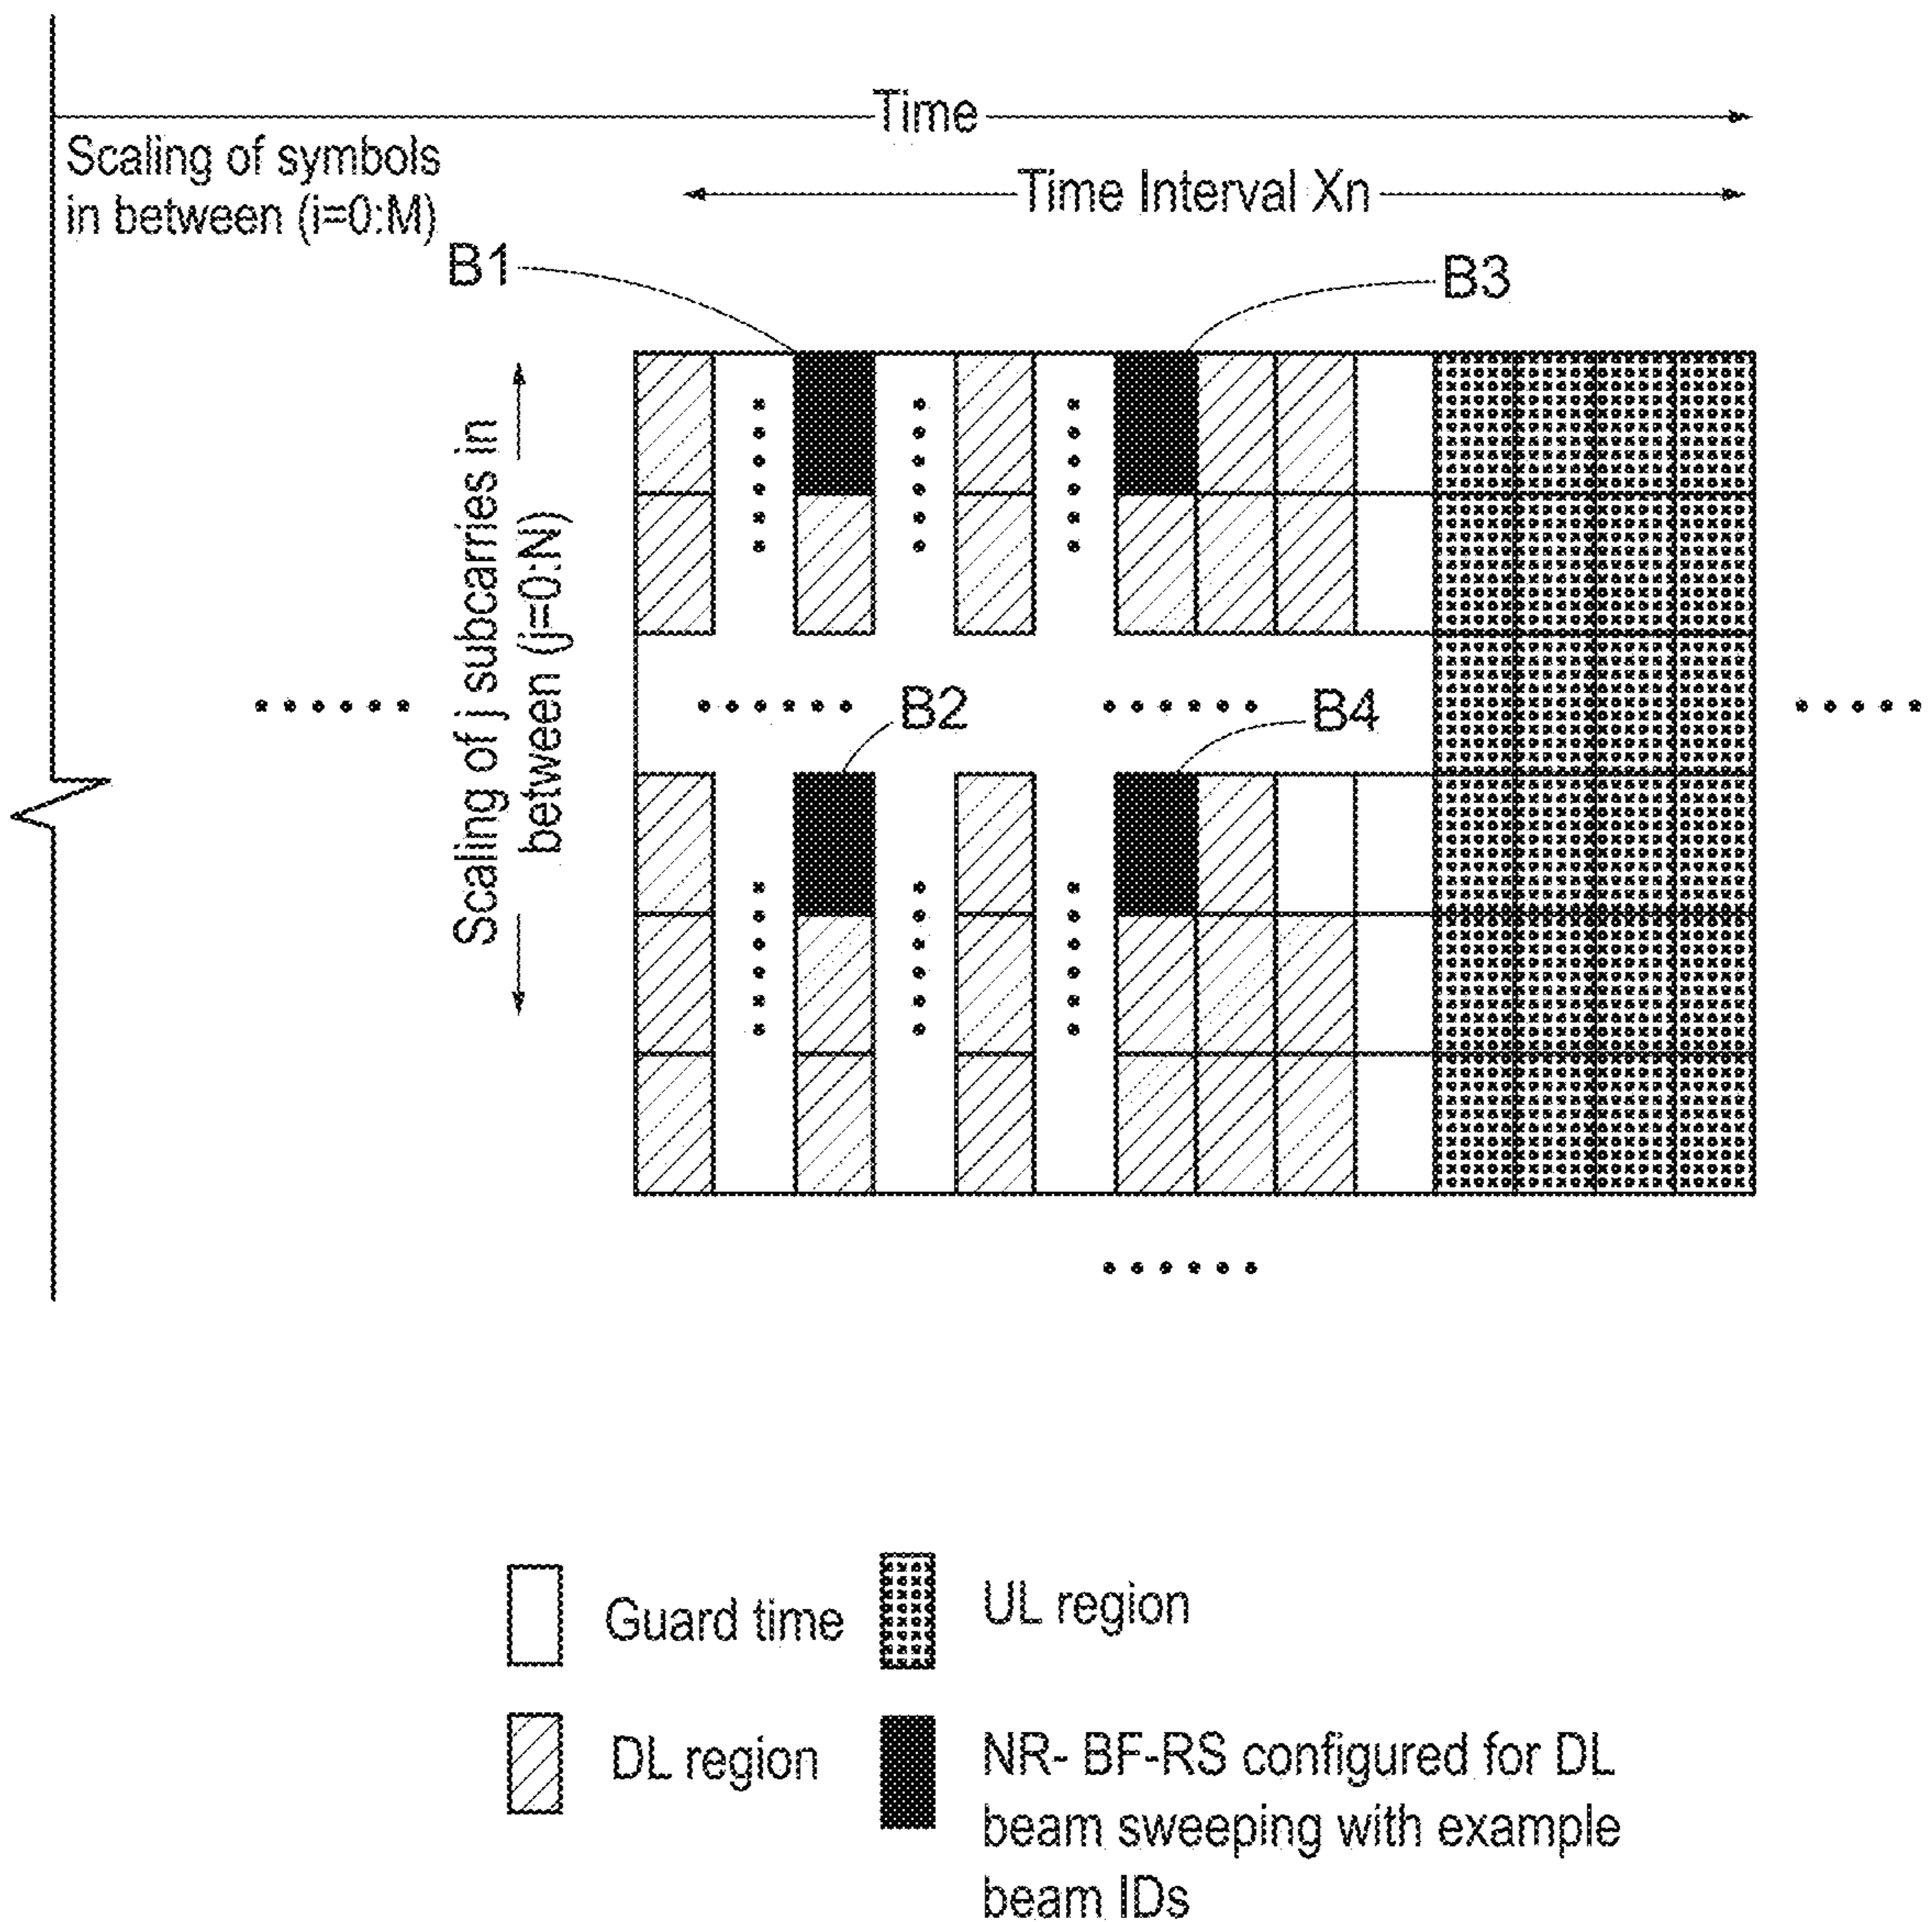 Time
Scaling of symbols
in between (i=0:M)
Time Interval Xn
B1
B3
Scaling of j subcarries in
between (j=0:N)
B2
B4
Guard time
UL region
DL region
NR- BF-RS configured for DL
beam sweeping with example
beam IDs